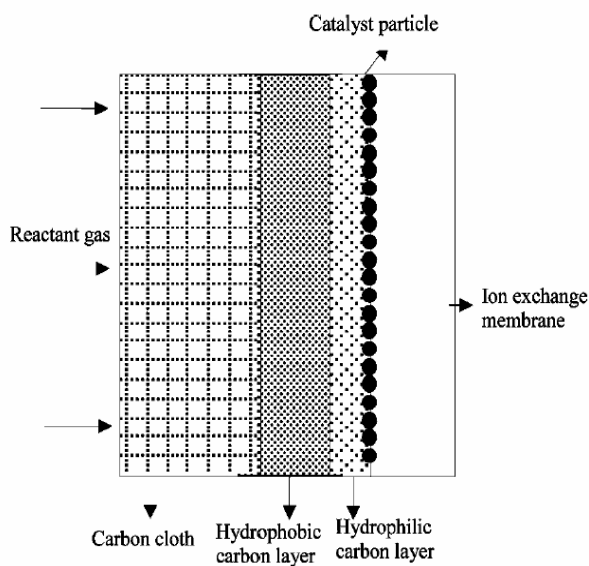 Catalyst particle
Reactant gas
Ion exchange
membrane
Carbon cloth
Hydrophobic
carbon layer
Hydrophilic
carbon layer